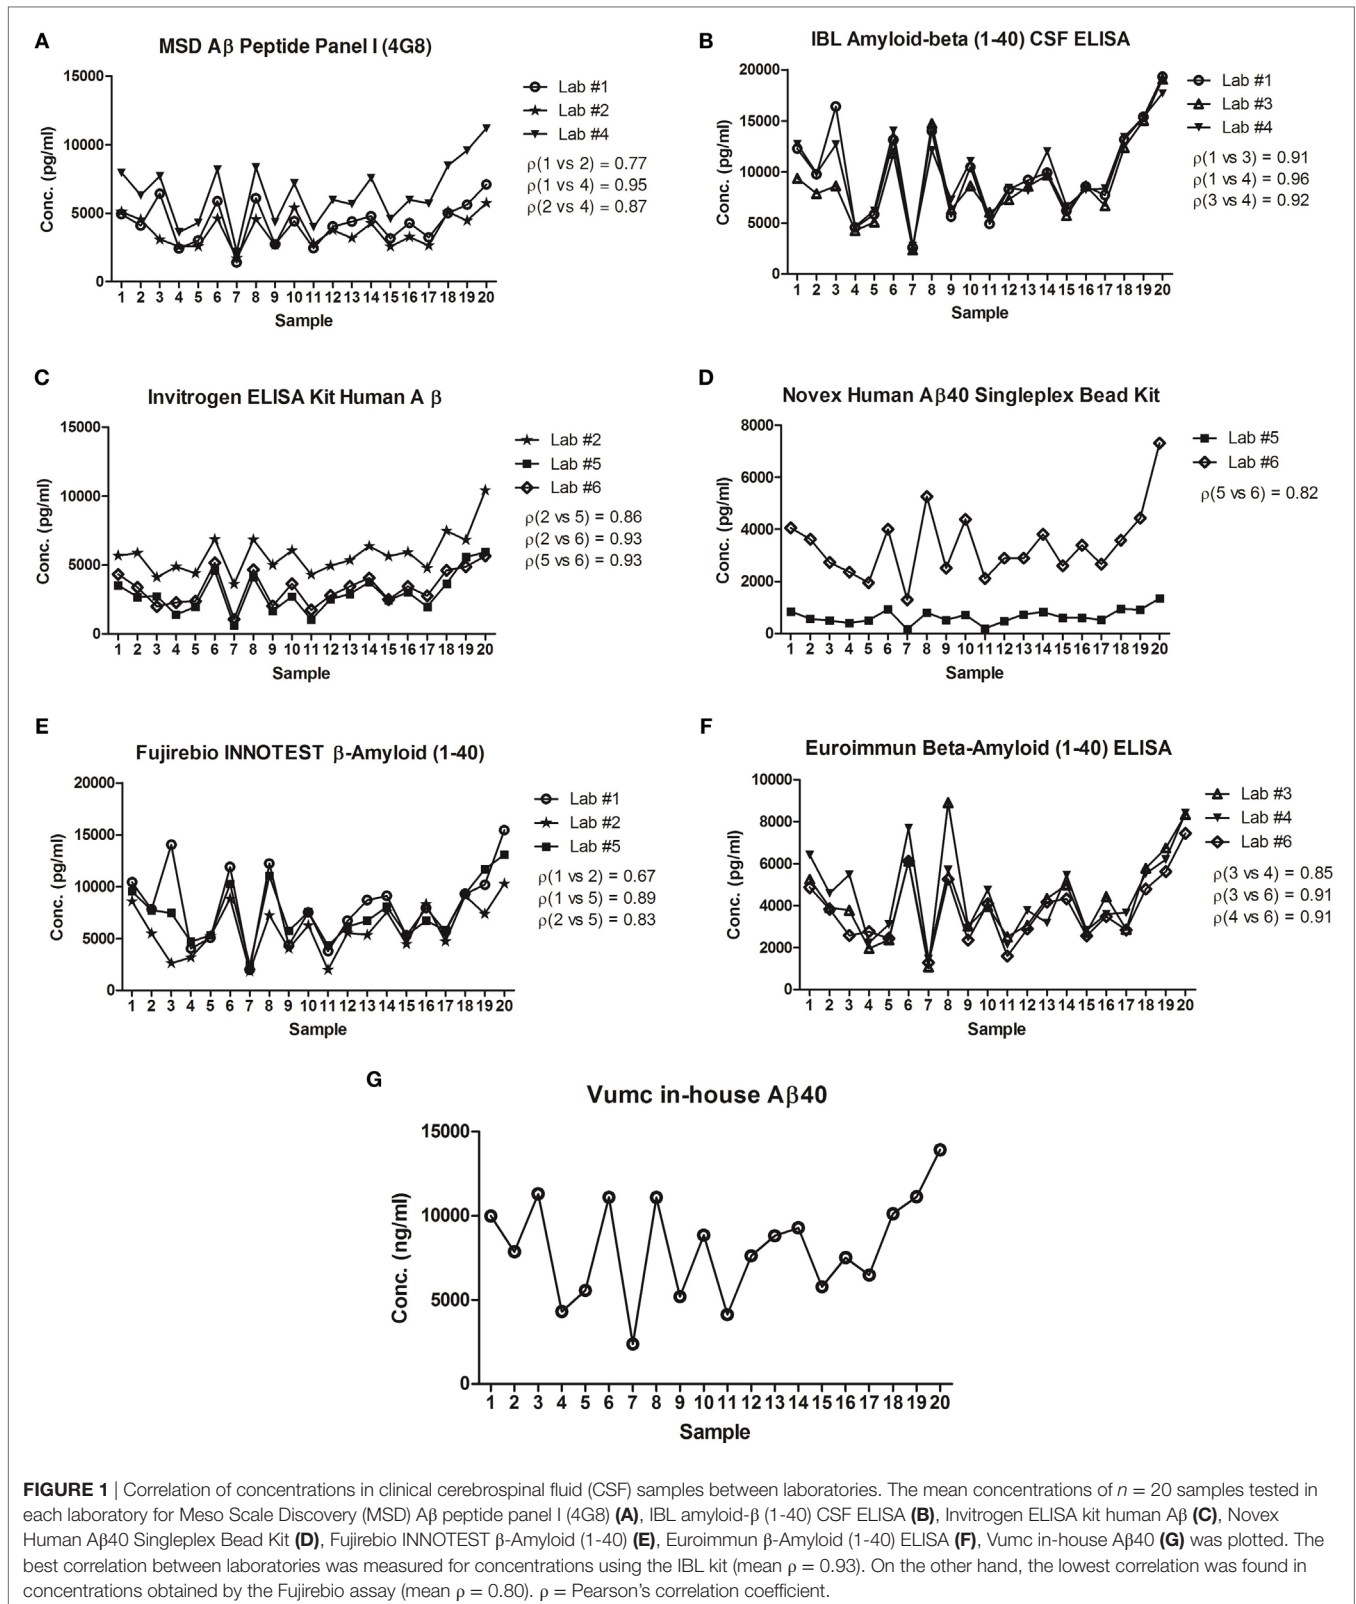 A
MSD Aβ Peptide Panel I (4G8)
Conc. (pg/ml)
15000
10000
5000
0
1 2 3 4 5 6 7 8 9 10 11 12 13 14 15 16 17 18 19 20
Sample
Lab #1
Lab #2
Lab #4
ρ(1 vs 2) = 0.77
ρ(1 vs 4) = 0.95
ρ(2 vs 4) = 0.87
B
IBL Amyloid-beta (1-40) CSF ELISA
Conc. (pg/ml)
20000
15000
10000
5000
0
1 2 3 4 5 6 7 8 9 10 11 12 13 14 15 16 17 18 19 20
Sample
Lab #1
Lab #3
Lab #4
ρ(1 vs 3) = 0.91
ρ(1 vs 4) = 0.96
ρ(3 vs 4) = 0.92
C
Invitrogen ELISA Kit Human A β
Conc. (pg/ml)
15000
10000
5000
0
1 2 3 4 5 6 7 8 9 10 11 12 13 14 15 16 17 18 19 20
Sample
Lab #2
Lab #5
Lab #6
ρ(2 vs 5) = 0.86
ρ(2 vs 6) = 0.93
ρ(5 vs 6) = 0.93
D
Novex Human Aβ40 Singleplex Bead Kit
Conc. (pg/ml)
8000
6000
4000
2000
0
1 2 3 4 5 6 7 8 9 10 11 12 13 14 15 16 17 18 19 20
Sample
Lab #5
Lab #6
ρ(5 vs 6) = 0.82
E
Fujirebio INNOTEST β-Amyloid (1-40)
Conc. (pg/ml)
20000
15000
10000
5000
0
1 2 3 4 5 6 7 8 9 10 11 12 13 14 15 16 17 18 19 20
Sample
Lab #1
Lab #2
Lab #5
ρ(1 vs 2) = 0.67
ρ(1 vs 5) = 0.89
ρ(2 vs 5) = 0.83
F
Euroimmun Beta-Amyloid (1-40) ELISA
Conc. (pg/ml)
10000
8000
6000
4000
2000
0
1 2 3 4 5 6 7 8 9 10 11 12 13 14 15 16 17 18 19 20
Sample
Lab #3
Lab #4
Lab #6
ρ(3 vs 4) = 0.85
ρ(3 vs 6) = 0.91
ρ(4 vs 6) = 0.91
G
Vumc in-house Aβ40
Conc. (ng/ml)
15000
10000
5000
0
1 2 3 4 5 6 7 8 9 10 11 12 13 14 15 16 17 18 19 20
Sample
FIGURE 1 | Correlation of concentrations in clinical cerebrospinal fluid (CSF) samples between laboratories. The mean concentrations of n = 20 samples tested in
each laboratory for Meso Scale Discovery (MSD) Aβ peptide panel I (4G8) (A), IBL amyloid-β (1-40) CSF ELISA (B), Invitrogen ELISA kit human Aβ (C), Novex
Human Aβ40 Singleplex Bead Kit (D), Fujirebio INNOTEST β-Amyloid (1-40) (E), Euroimmun β-Amyloid (1-40) ELISA (F), Vumc in-house Aβ40 (G) was plotted. The
best correlation between laboratories was measured for concentrations using the IBL kit (mean ρ = 0.93). On the other hand, the lowest correlation was found in
concentrations obtained by the Fujirebio assay (mean ρ = 0.80). ρ = Pearson's correlation coefficient.